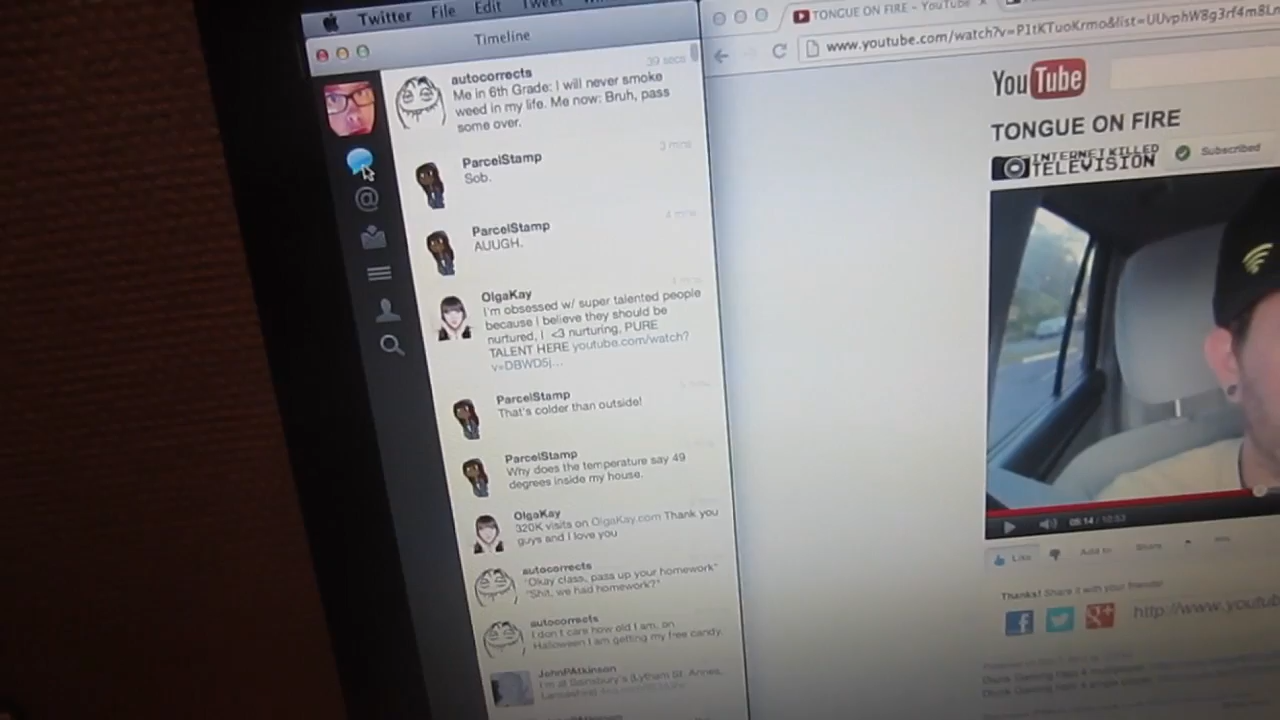 Twitter File Edit Tweet
Timeline
39 secs
autocorrects
Me in 6th Grade: I will never smoke
weed in my life. Me now: Bruh, pass
some over.
3 mins
ParcelStamp
Sob.
4 mins
ParcelStamp
AUUGH.
OlgaKay
I'm obsessed w/ super talented people
because I believe they should be
nurtured, I <3 nurturing, PURE
TALENT HERE youtube.com/watch?
v=DBWD5j...
ParcelStamp
That's colder than outside!
ParcelStamp
Why does the temperature say 49
degrees inside my house.
OlgaKay
320K visits on OlgaKay.com Thank you
guys and I love you
autocorrects
"Okay class, pass up your homework"
"Shit, we had homework?"
autocorrects
I don't care how old I am, on
Halloween I am getting my free candy.
JohnPAtkinson
I'm at Sainsbury's (Lytham St. Annes,
TONGUE ON FIRE - YouTube
www.youtube.com/watch?v=P1tKTuoKrmo&list=UUvphW8g3rf4m8Ln
YouTube
TONGUE ON FIRE
INTERNET KILLED
TELEVISION
Subscribed
Like
Add to
Share
Thanks! Share it with your friends!
http://www.youtub